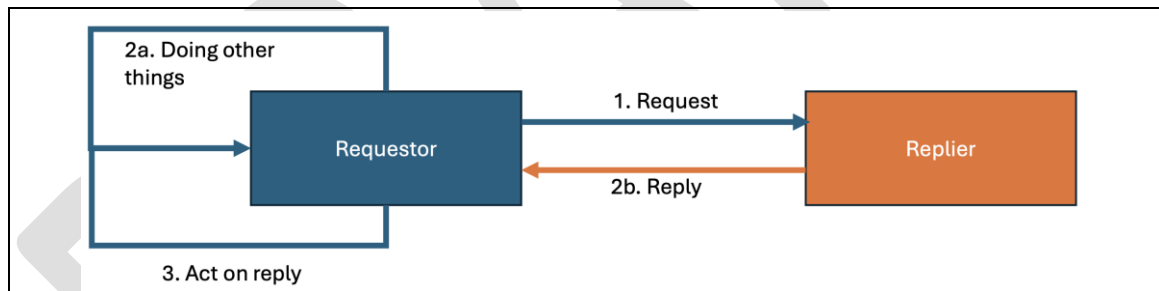 2a. Doing other
things
1. Request
Requestor
Replier
2b. Reply
3. Act on reply